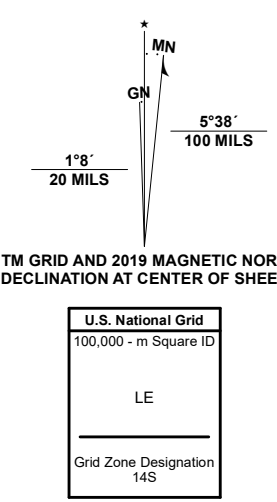 ★
MN
GN
5°38´
100 MILS
1°8´
20 MILS
TM GRID AND 2019 MAGNETIC NOR
DECLINATION AT CENTER OF SHEE
U.S. National Grid
100,000 - m Square ID
LE
Grid Zone Designation
14S